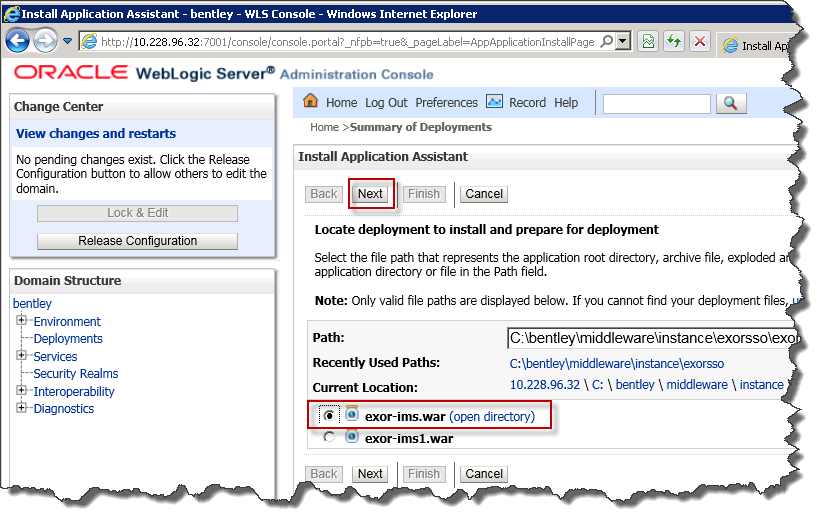 Install Application Assistant - bentley - WLS Console - Windows Internet Explorer
http://10.228.96.32:7001/console/console.portal?_nfpb=true&_pageLabel=AppApplicationInstallPage
Install Ap
ORACLE WebLogic Server® Administration Console
Change Center
View changes and restarts
No pending changes exist. Click the Release
Configuration button to allow others to edit the
domain.
Lock & Edit
Release Configuration
Domain Structure
bentley
Environment
Deployments
Services
Security Realms
Interoperability
Diagnostics
Home Log Out Preferences Record Help
Home >Summary of Deployments
Install Application Assistant
Back Next Finish Cancel
Locate deployment to install and prepare for deployment
Select the file path that represents the application root directory, archive file, exploded
application directory or file in the Path field.
Note: Only valid file paths are displayed below. If you cannot find your deployment files,
Path: C:\bentley\middleware\instance\exorsso\exo
Recently Used Paths: C:\bentley\middleware\instance\exorsso
Current Location: 10.228.96.32 \ C: \ bentley \ middleware \ instance \
exor-ims.war (open directory)
exor-ims1.war
Back Next Finish Cancel